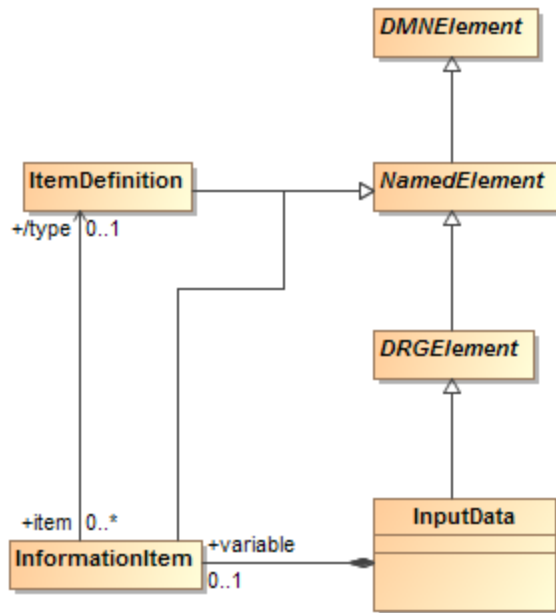 DMNElement
ItemDefinition
NamedElement
+/type 0..1
DRGElement
+item 0..*
InputData
InformationItem
+variable
0..1